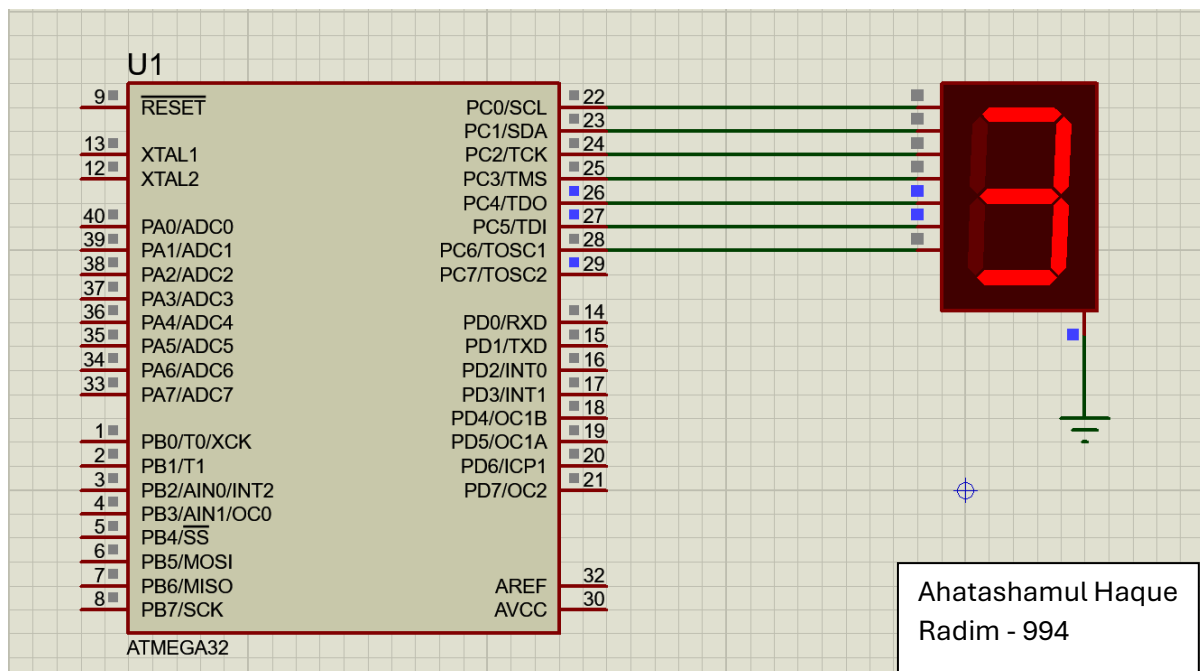 U1
9 RESET
13 XTAL1
12 XTAL2
40 PA0/ADC0
39 PA1/ADC1
38 PA2/ADC2
37 PA3/ADC3
36 PA4/ADC4
35 PA5/ADC5
34 PA6/ADC6
33 PA7/ADC7
1 PB0/T0/XCK
2 PB1/T1
3 PB2/AIN0/INT2
4 PB3/AIN1/OC0
5 PB4/SS
6 PB5/MOSI
7 PB6/MISO
8 PB7/SCK
PC0/SCL 22
PC1/SDA 23
PC2/TCK 24
PC3/TMS 25
PC4/TDO 26
PC5/TDI 27
PC6/TOSC1 28
PC7/TOSC2 29
PD0/RXD 14
PD1/TXD 15
PD2/INT0 16
PD3/INT1 17
PD4/OC1B 18
PD5/OC1A 19
PD6/ICP1 20
PD7/OC2 21
AREF 32
AVCC 30
ATMEGA32
3
Ahatashamul Haque
Radim - 994